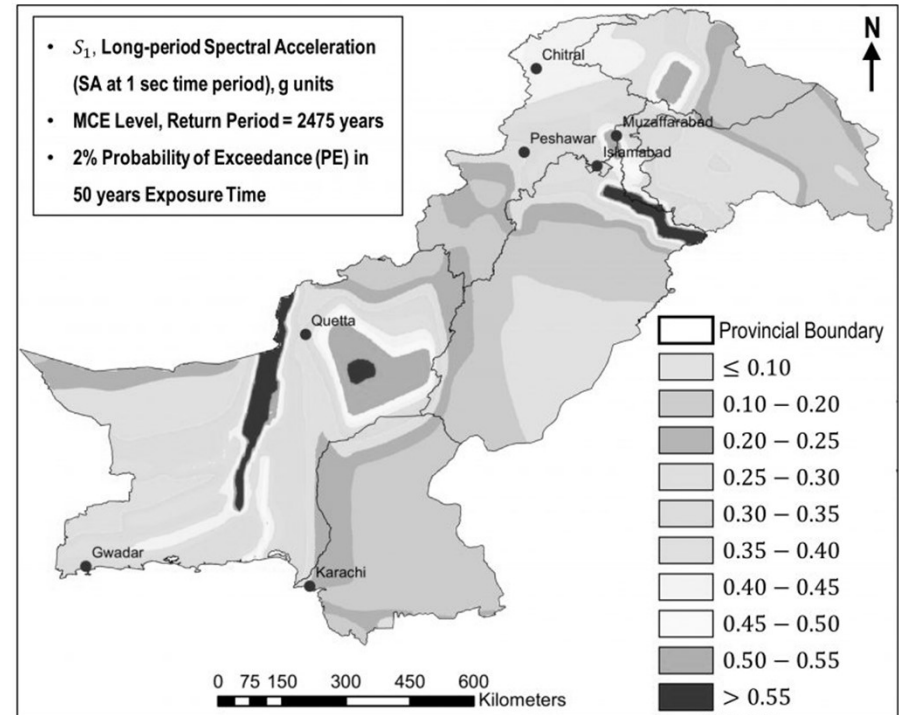 • S₁, Long-period Spectral Acceleration
(SA at 1 sec time period), g units
• MCE Level, Return Period = 2475 years
• 2% Probability of Exceedance (PE) in
50 years Exposure Time
N
Chitral
Muzaffarabad
Peshawar
Islamabad
Quetta
Gwadar
Karachi
Provincial Boundary
≤ 0.10
0.10 − 0.20
0.20 − 0.25
0.25 − 0.30
0.30 − 0.35
0.35 − 0.40
0.40 − 0.45
0.45 − 0.50
0.50 − 0.55
> 0.55
0 75 150 300 450 600
Kilometers